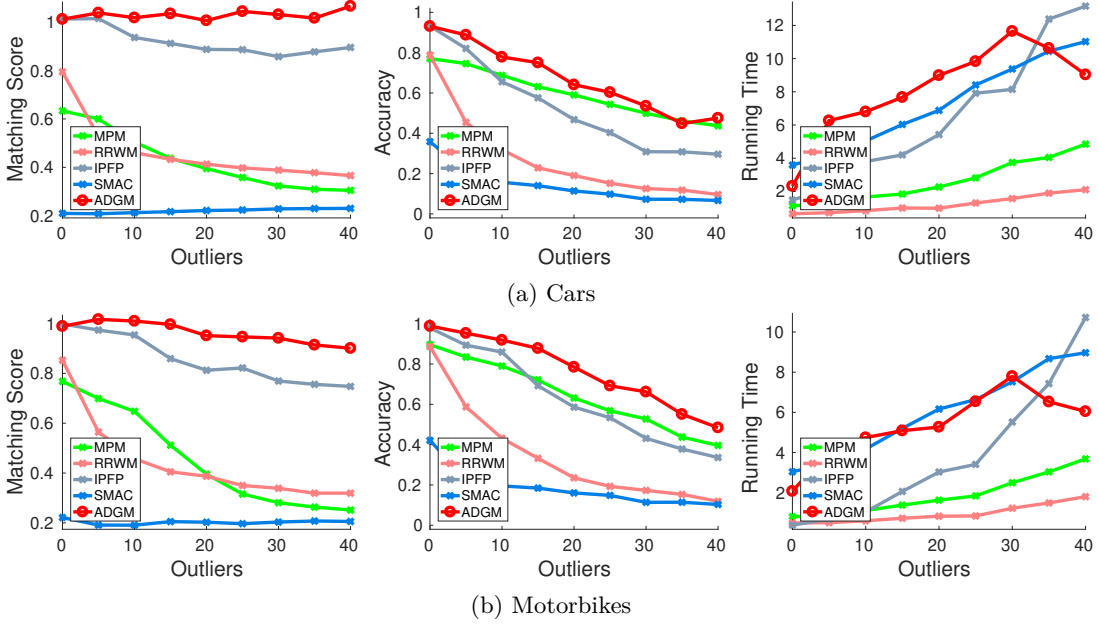 Matching Score
1
0.8
0.6
0.4
0.2
MPM
RRWM
IPFP
SMAC
ADGM
0 10 20 30 40
Outliers
Accuracy
1
0.8
0.6
0.4
0.2
0
MPM
RRWM
IPFP
SMAC
ADGM
0 10 20 30 40
Outliers
Running Time
14
12
10
8
6
4
2
MPM
RRWM
IPFP
SMAC
ADGM
0 10 20 30 40
Outliers
(a) Cars
Matching Score
1
0.8
0.6
0.4
0.2
MPM
RRWM
IPFP
SMAC
ADGM
0 10 20 30 40
Outliers
Accuracy
1
0.8
0.6
0.4
0.2
0
MPM
RRWM
IPFP
SMAC
ADGM
0 10 20 30 40
Outliers
Running Time
10
8
6
4
2
MPM
RRWM
IPFP
SMAC
ADGM
0 10 20 30 40
Outliers
(b) Motorbikes